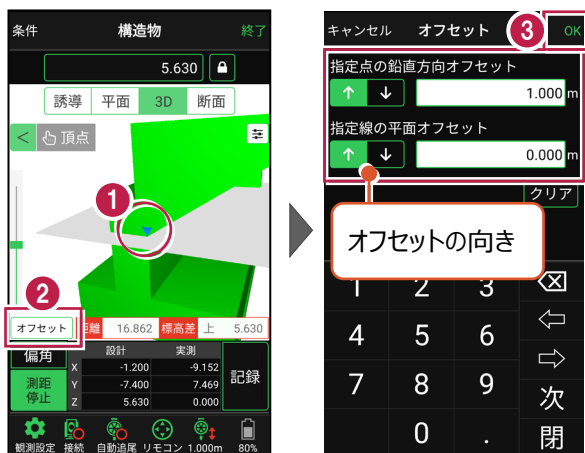 条件 構造物 終了
5.630
誘導 平面 3D 断面
< 頂点
1
2
オフセット 距離 16.862 標高差 上 5.630
偏角 設計 実測
X -1.200 -9.152
測距停止 Y -7.400 7.469 記録
Z 5.630 0.000
観測設定 接続 自動追尾 リモコン 1.000m 80%
キャンセル オフセット 3 OK
指定点の鉛直方向オフセット
↑ ↓ 1.000 m
指定線の平面オフセット
↑ ↓ 0.000 m
クリア
オフセットの向き
1 2 3
4 5 6
7 8 9 次
0 . 閉